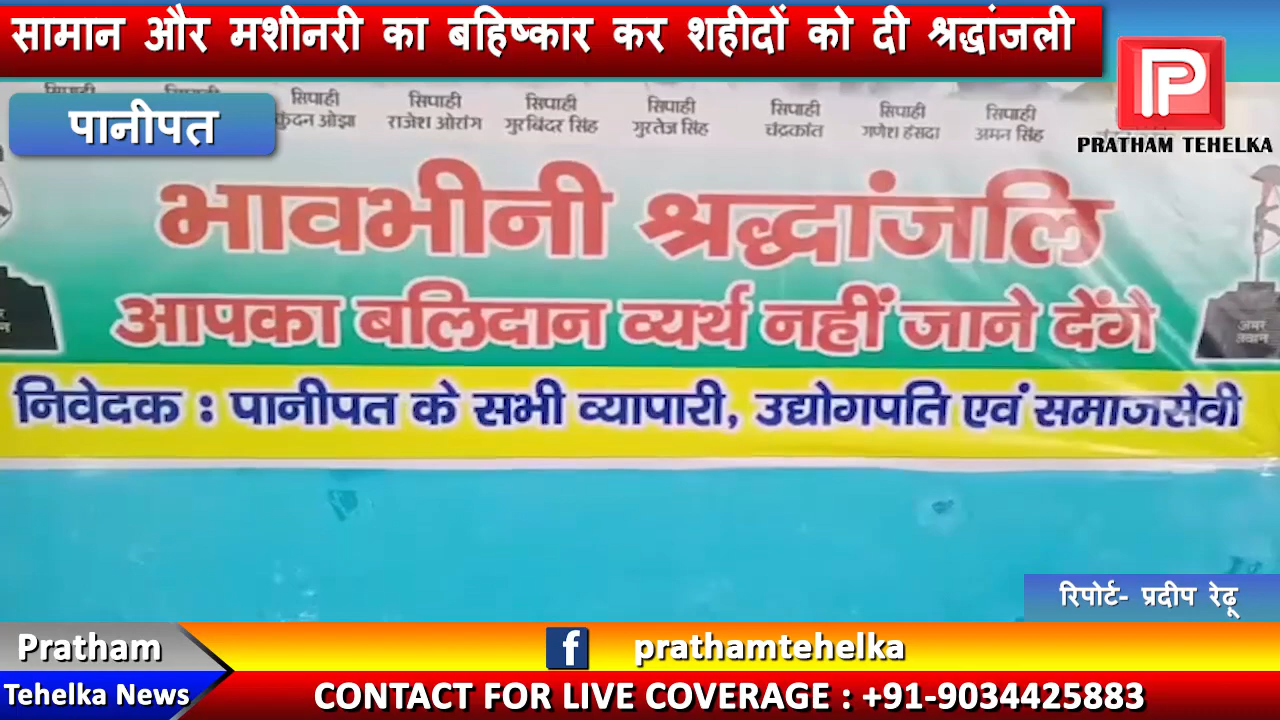 सामान और मशीनरी का बहिष्कार कर शहीदों को दी श्रद्धांजली
PRATHAM TEHELKA
पानीपत
सिपाही सिपाही सिपाही सिपाही सिपाही सिपाही सिपाही
कुंदन ओझा राजेश ओरांग गुरबिंदर सिंह गुरतेज सिंह चंद्रकांत गणेश हंसदा अमन सिंह
भावभीनी श्रद्धांजलि
आपका बलिदान व्यर्थ नहीं जाने देंगे
अमर
जवान
निवेदक : पानीपत के सभी व्यापारी, उद्योगपति एवं समाजसेवी
रिपोर्ट- प्रदीप रेढ़ू
Pratham
Tehelka News
prathamtehelka
CONTACT FOR LIVE COVERAGE : +91-9034425883